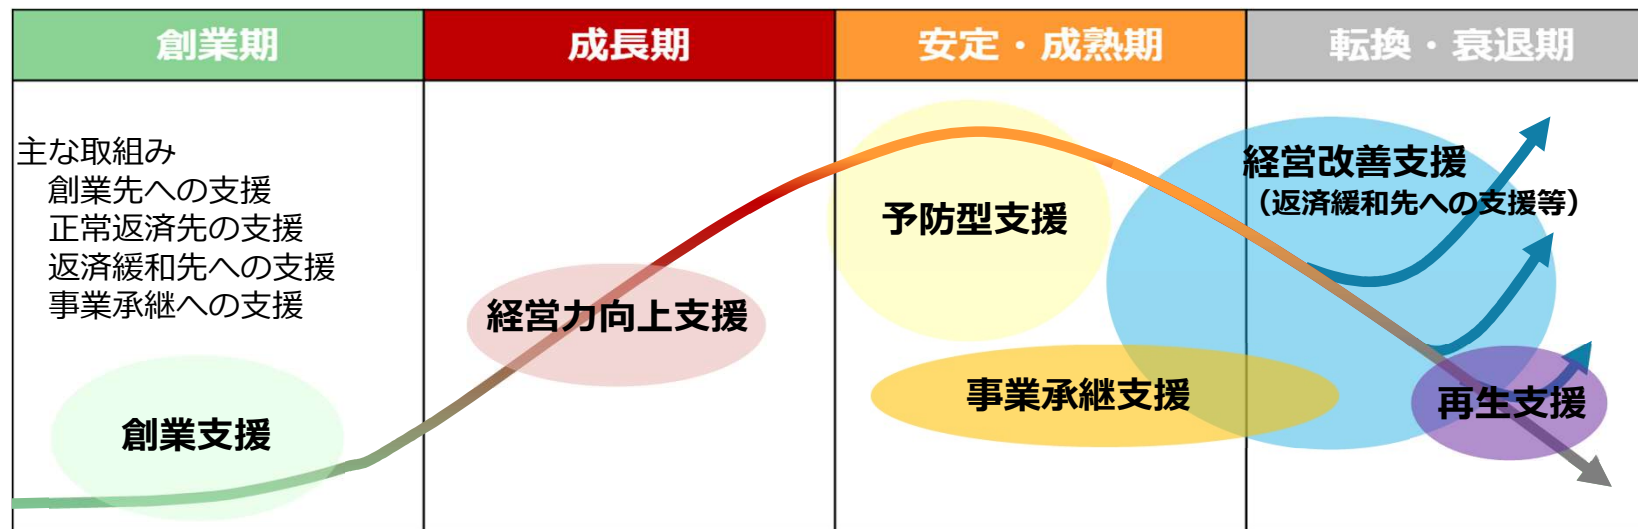 創業期
成長期
安定・成熟期
転換・衰退期
主な取組み
創業先への支援
正常返済先の支援
返済緩和先への支援
事業承継への支援
経営改善支援
（返済緩和先への支援等）
予防型支援
経営力向上支援
事業承継支援
再生支援
創業支援